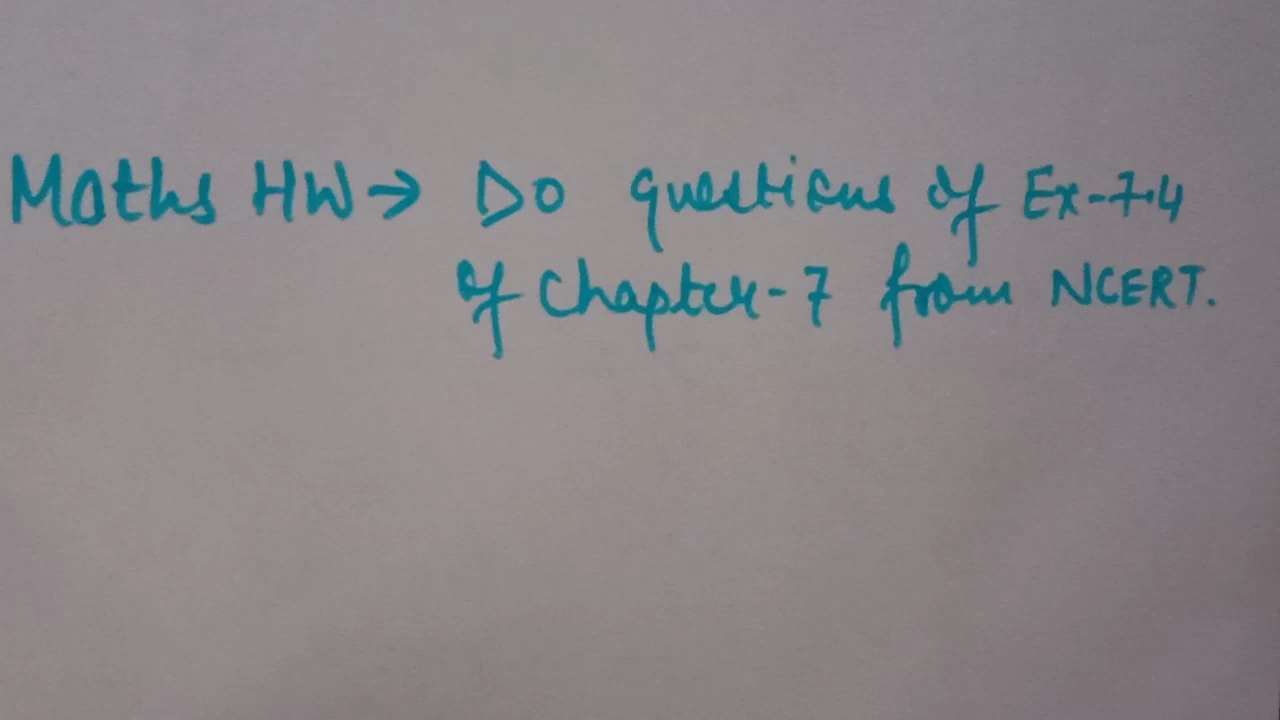 Maths HW → Do questions of Ex-7.4
of Chapter-7 from NCERT.